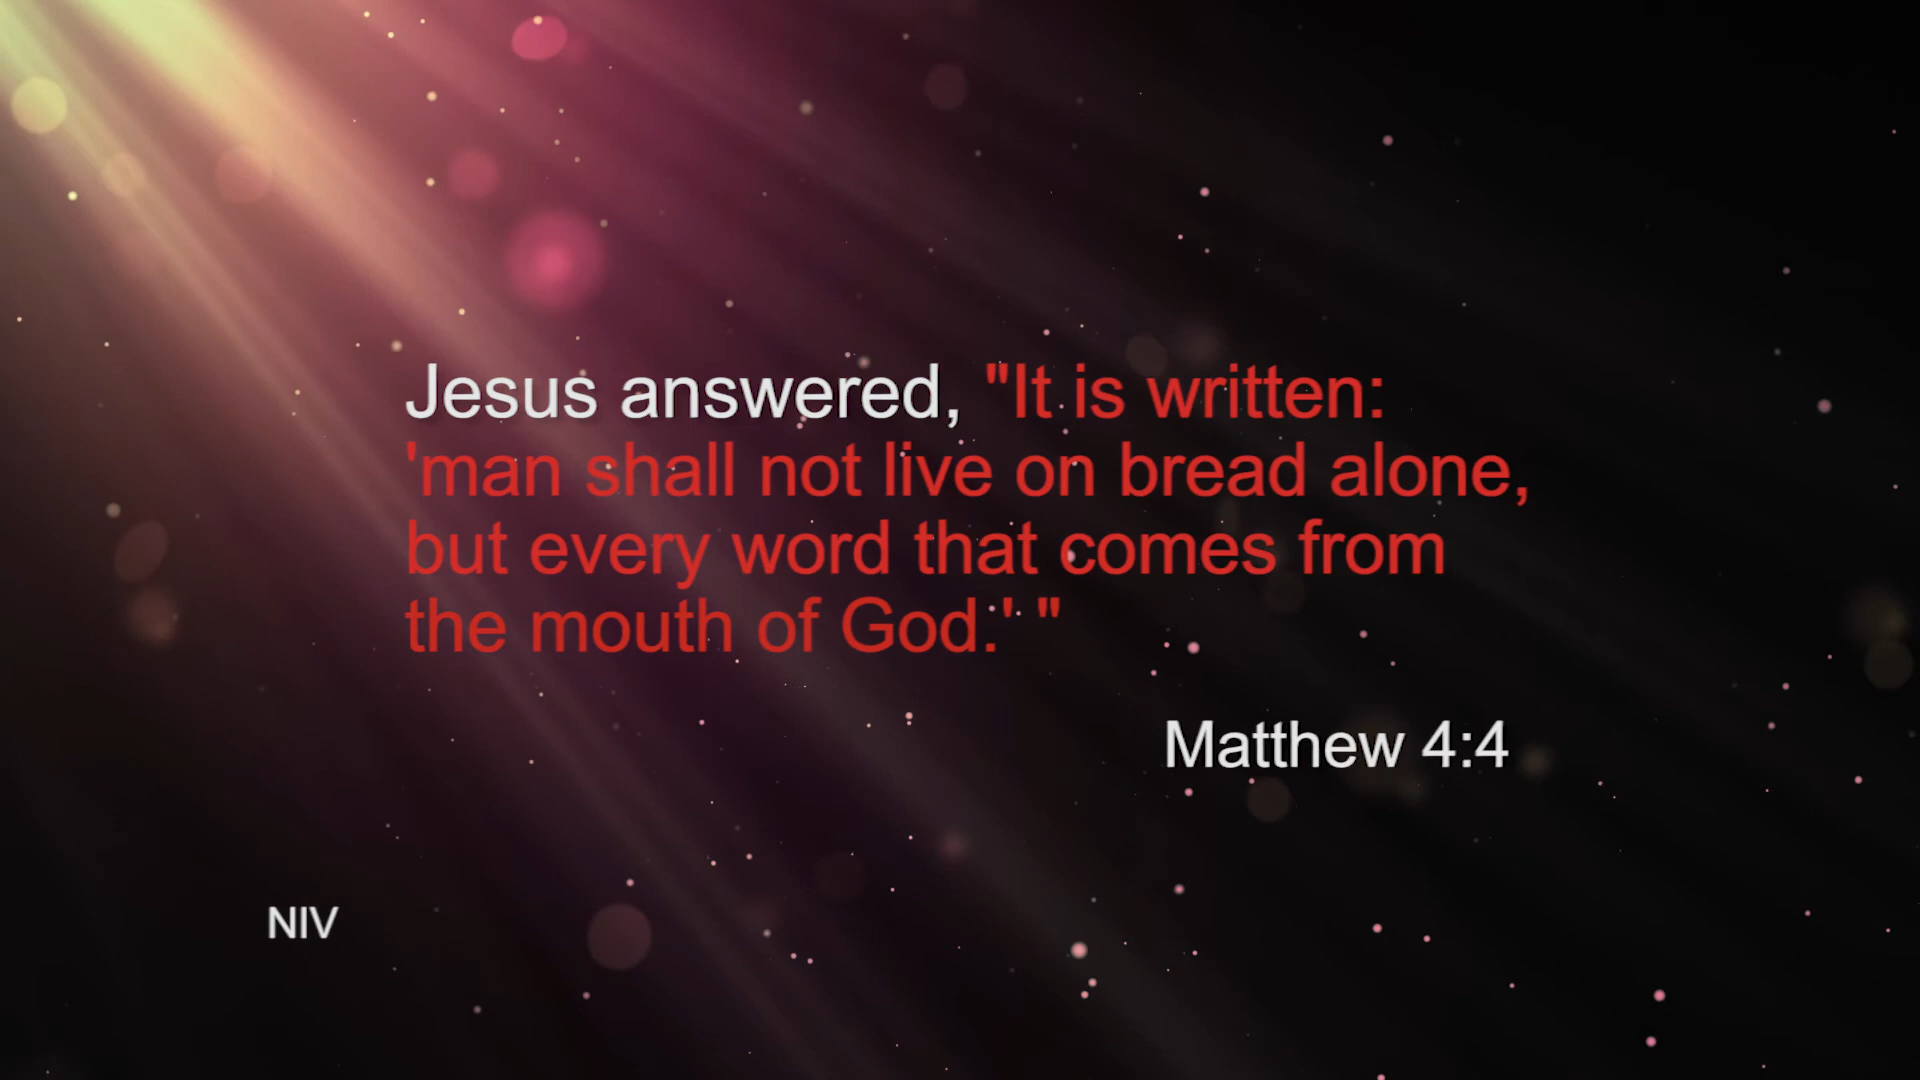 Jesus answered, "It is written:
'man shall not live on bread alone,
but every word that comes from
the mouth of God.' "
Matthew 4:4
NIV